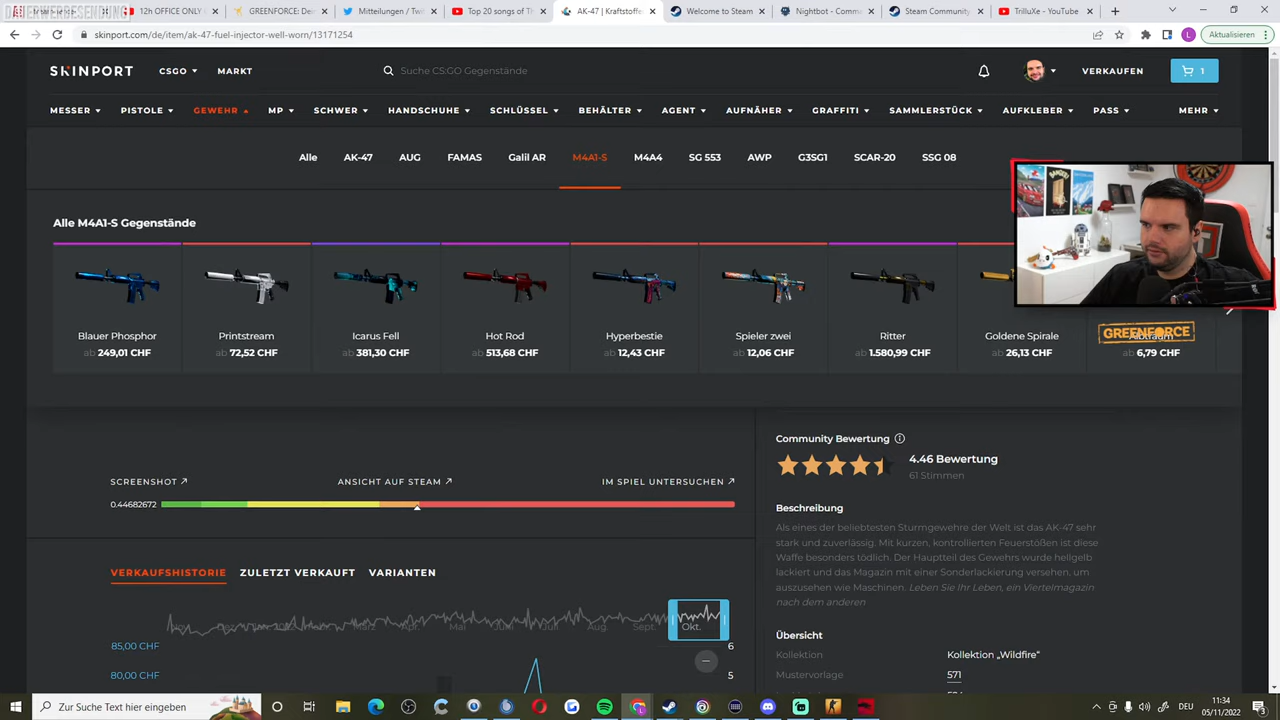 DAUERWERBESENDUNG
12h OFFICE ONLY
GREENFORCE: De
Mitteilungen / Twit
Top 20 songs of Th
AK-47 | Kraftstoffe
Welcome to Steam
Nightbot - Comm
Steam Community
TrilluXe - YouTube
skinport.com/de/item/ak-47-fuel-injector-well-worn/13171254
L
Aktualisieren
SKINPORT
CSGO
MARKT
Suche CS:GO Gegenstände
VERKAUFEN
1
MESSER
PISTOLE
GEWEHR
MP
SCHWER
HANDSCHUHE
SCHLÜSSEL
BEHÄLTER
AGENT
AUFNÄHER
GRAFFITI
SAMMLERSTÜCK
AUFKLEBER
PASS
MEHR
Alle
AK-47
AUG
FAMAS
Galil AR
M4A1-S
M4A4
SG 553
AWP
G3SG1
SCAR-20
SSG 08
Alle M4A1-S Gegenstände
Blauer Phosphor
ab 249,01 CHF
Printstream
ab 72,52 CHF
Icarus Fell
ab 381,30 CHF
Hot Rod
ab 513,68 CHF
Hyperbestie
ab 12,43 CHF
Spieler zwei
ab 12,06 CHF
Ritter
ab 1.580,99 CHF
Goldene Spirale
ab 26,13 CHF
GREENFORCE
ab 6,79 CHF
SCREENSHOT
ANSICHT AUF STEAM
IM SPIEL UNTERSUCHEN
0.44682672
VERKAUFSHISTORIE
ZULETZT VERKAUFT
VARIANTEN
März
Apr.
Mai
Juni
Juli
Aug.
Sept.
Okt.
85,00 CHF
6
80,00 CHF
5
Community Bewertung
4.46 Bewertung
61 Stimmen
Beschreibung
Als eines der beliebtesten Sturmgewehre der Welt ist das AK-47 sehr
stark und zuverlässig. Mit kurzen, kontrollierten Feuerstößen ist diese
Waffe besonders tödlich. Der Hauptteil des Gewehrs wurde hellgelb
lackiert und das Magazin mit einer Sonderlackierung versehen, um
auszusehen wie Maschinen. Leben Sie Ihr Leben, ein Viertelmagazin
nach dem anderen
Übersicht
Kollektion
Kollektion „Wildfire“
Mustervorlage
571
Zur Suche Text hier eingeben
DEU
11:34
05/11/2022